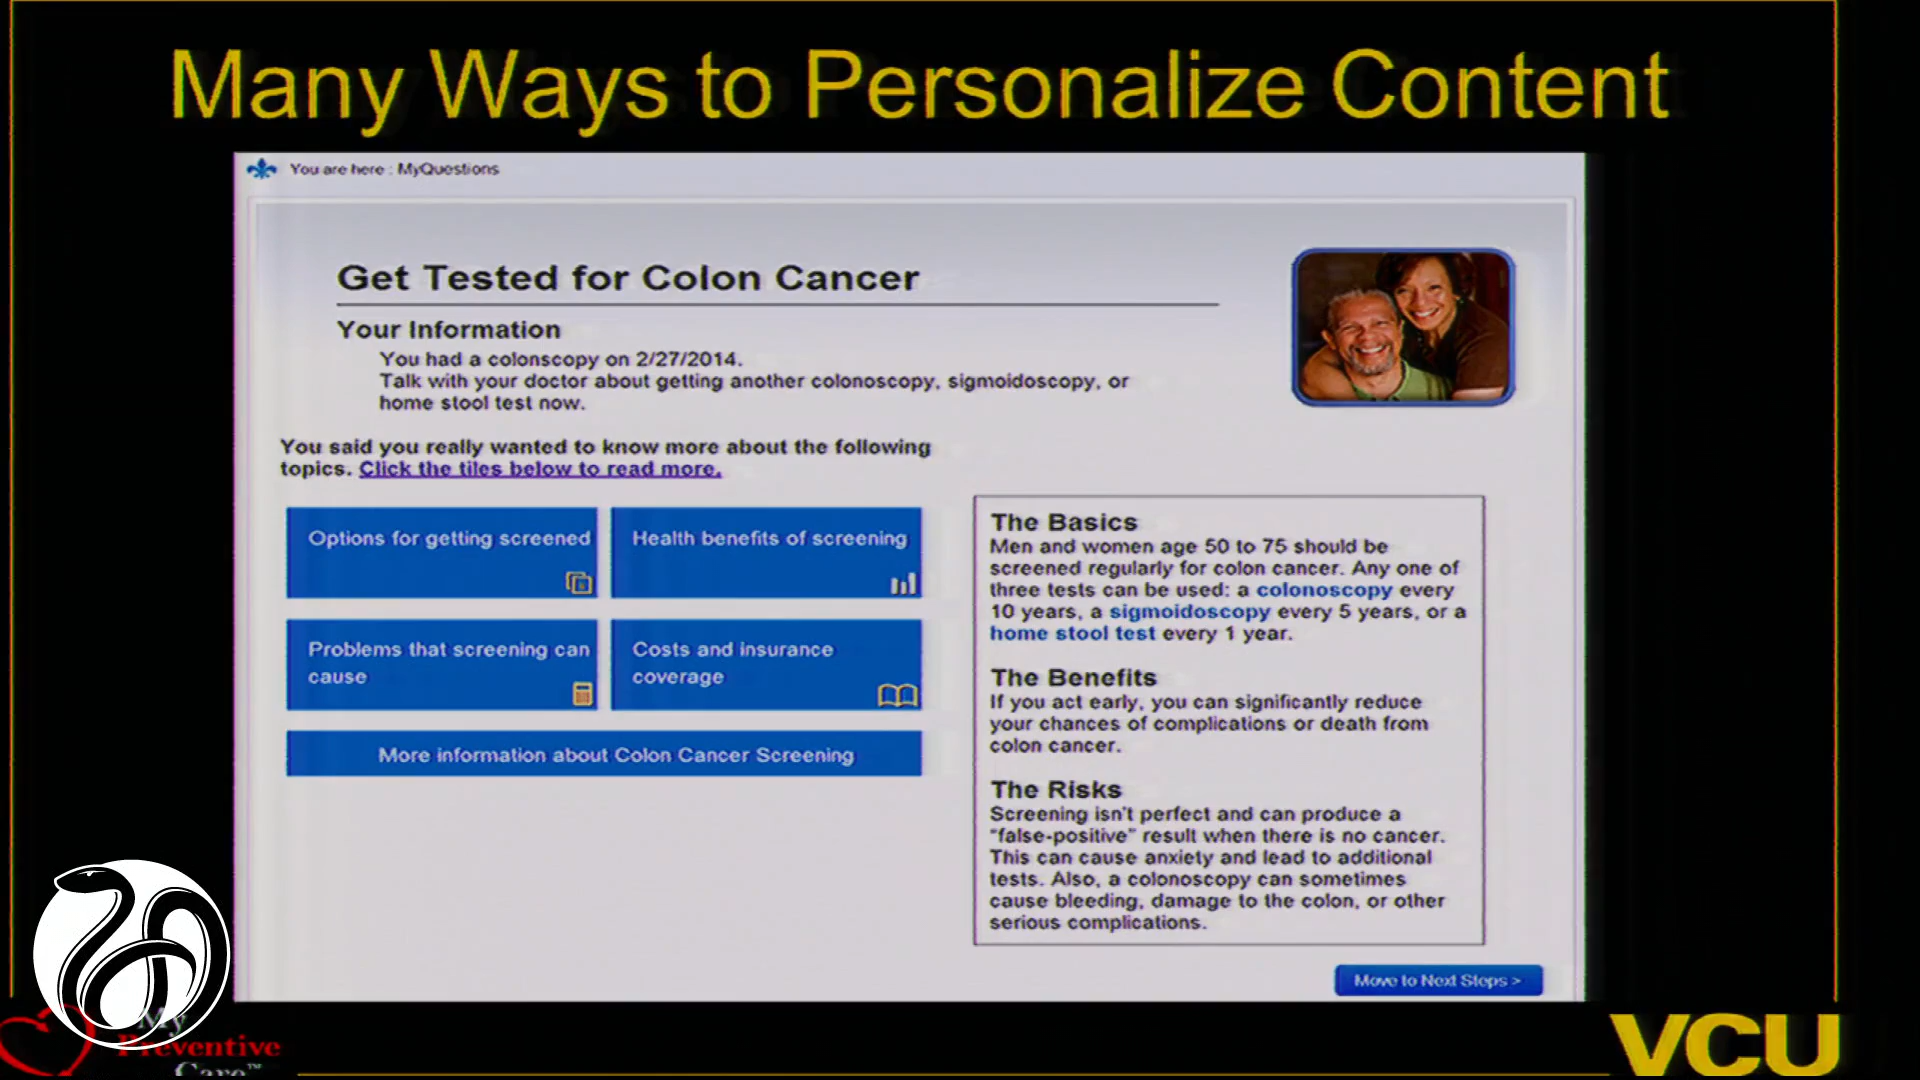 Many Ways to Personalize Content
You are here : MyQuestions
Get Tested for Colon Cancer
Your Information
You had a colonscopy on 2/27/2014.
Talk with your doctor about getting another colonoscopy, sigmoidoscopy, or
home stool test now.
You said you really wanted to know more about the following
topics. Click the tiles below to read more.
Options for getting screened
Health benefits of screening
Problems that screening can
cause
Costs and insurance
coverage
More information about Colon Cancer Screening
The Basics
Men and women age 50 to 75 should be
screened regularly for colon cancer. Any one of
three tests can be used: a colonoscopy every
10 years, a sigmoidoscopy every 5 years, or a
home stool test every 1 year.
The Benefits
If you act early, you can significantly reduce
your chances of complications or death from
colon cancer.
The Risks
Screening isn't perfect and can produce a
"false-positive" result when there is no cancer.
This can cause anxiety and lead to additional
tests. Also, a colonoscopy can sometimes
cause bleeding, damage to the colon, or other
serious complications.
Move to Next Steps >
My
Preventive
Care™
VCU